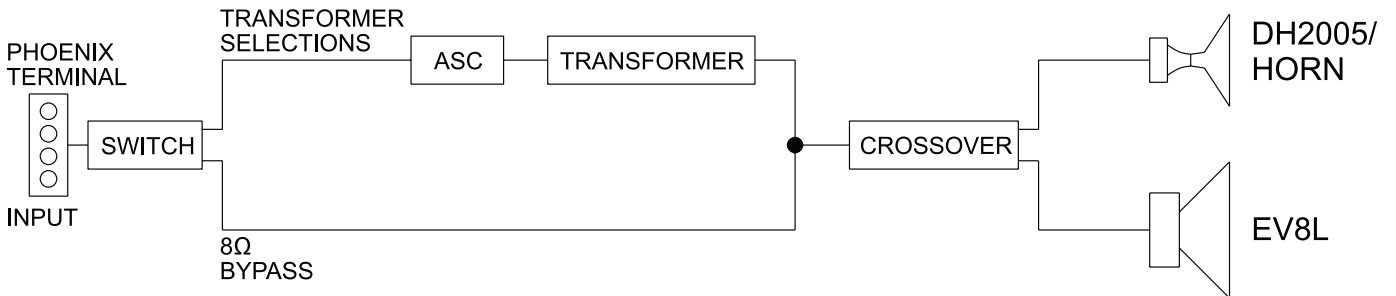 PHOENIX
TERMINAL
INPUT
SWITCH
TRANSFORMER
SELECTIONS
ASC
TRANSFORMER
8Ω
BYPASS
CROSSOVER
DH2005/
HORN
EV8L